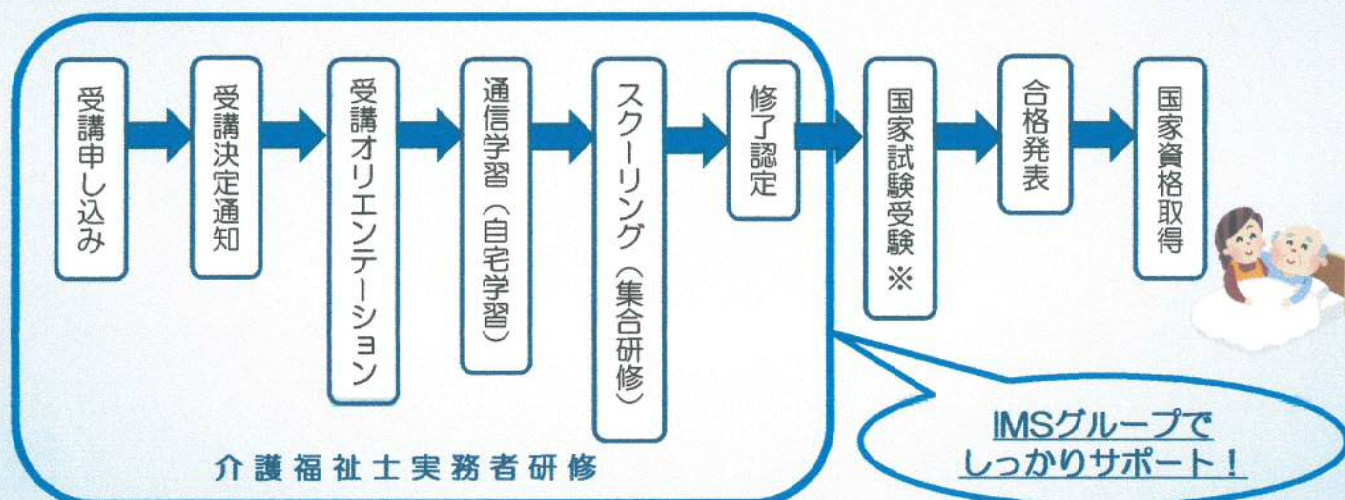 受講申し込み
受講決定通知
受講オリエンテーション
通信学習（自宅学習）
スクーリング（集合研修）
修了認定
国家試験受験※
合格発表
国家資格取得
介護福祉士実務者研修
IMSグループで
しっかりサポート！